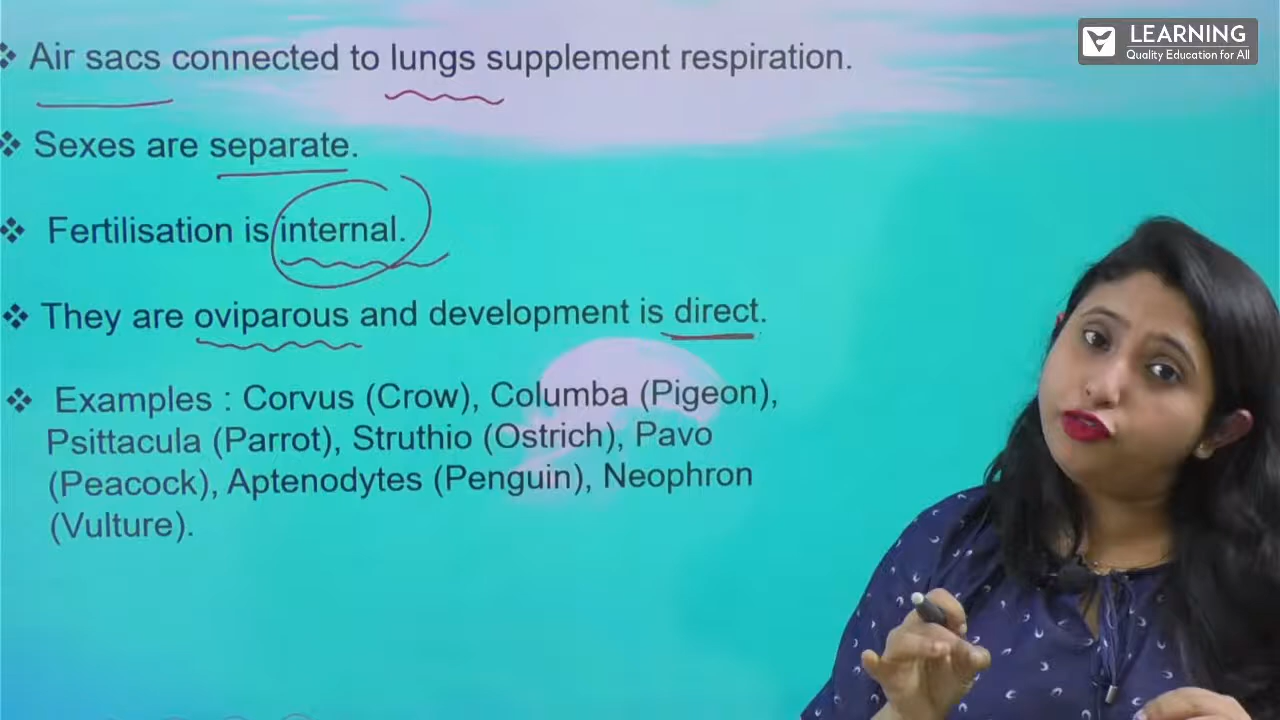 LEARNING
Quality Education for All
Air sacs connected to lungs supplement respiration.
Sexes are separate.
Fertilisation is internal.
They are oviparous and development is direct.
Examples : Corvus (Crow), Columba (Pigeon),
Psittacula (Parrot), Struthio (Ostrich), Pavo
(Peacock), Aptenodytes (Penguin), Neophron
(Vulture).